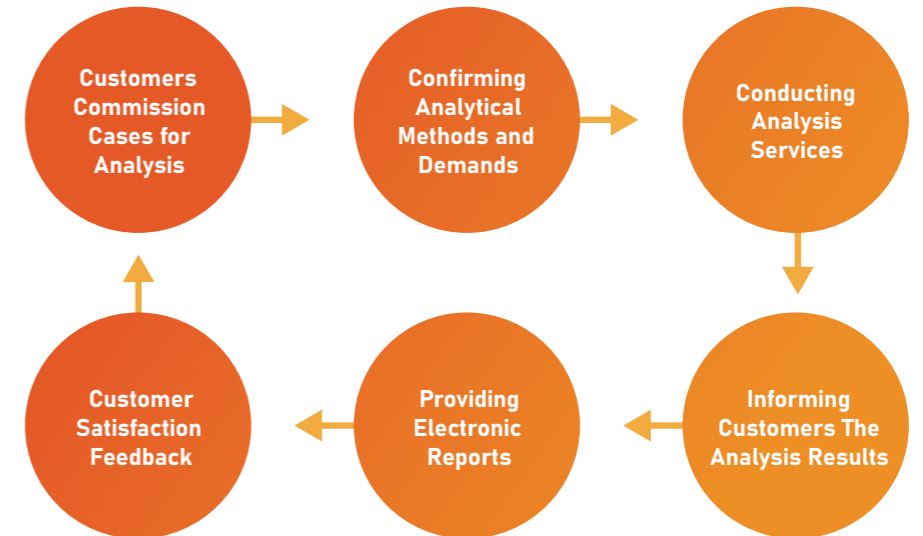 Customers
Commission
Cases for
Analysis
Confirming
Analytical
Methods and
Demands
Conducting
Analysis
Services
Informing
Customers The
Analysis Results
Providing
Electronic
Reports
Customer
Satisfaction
Feedback